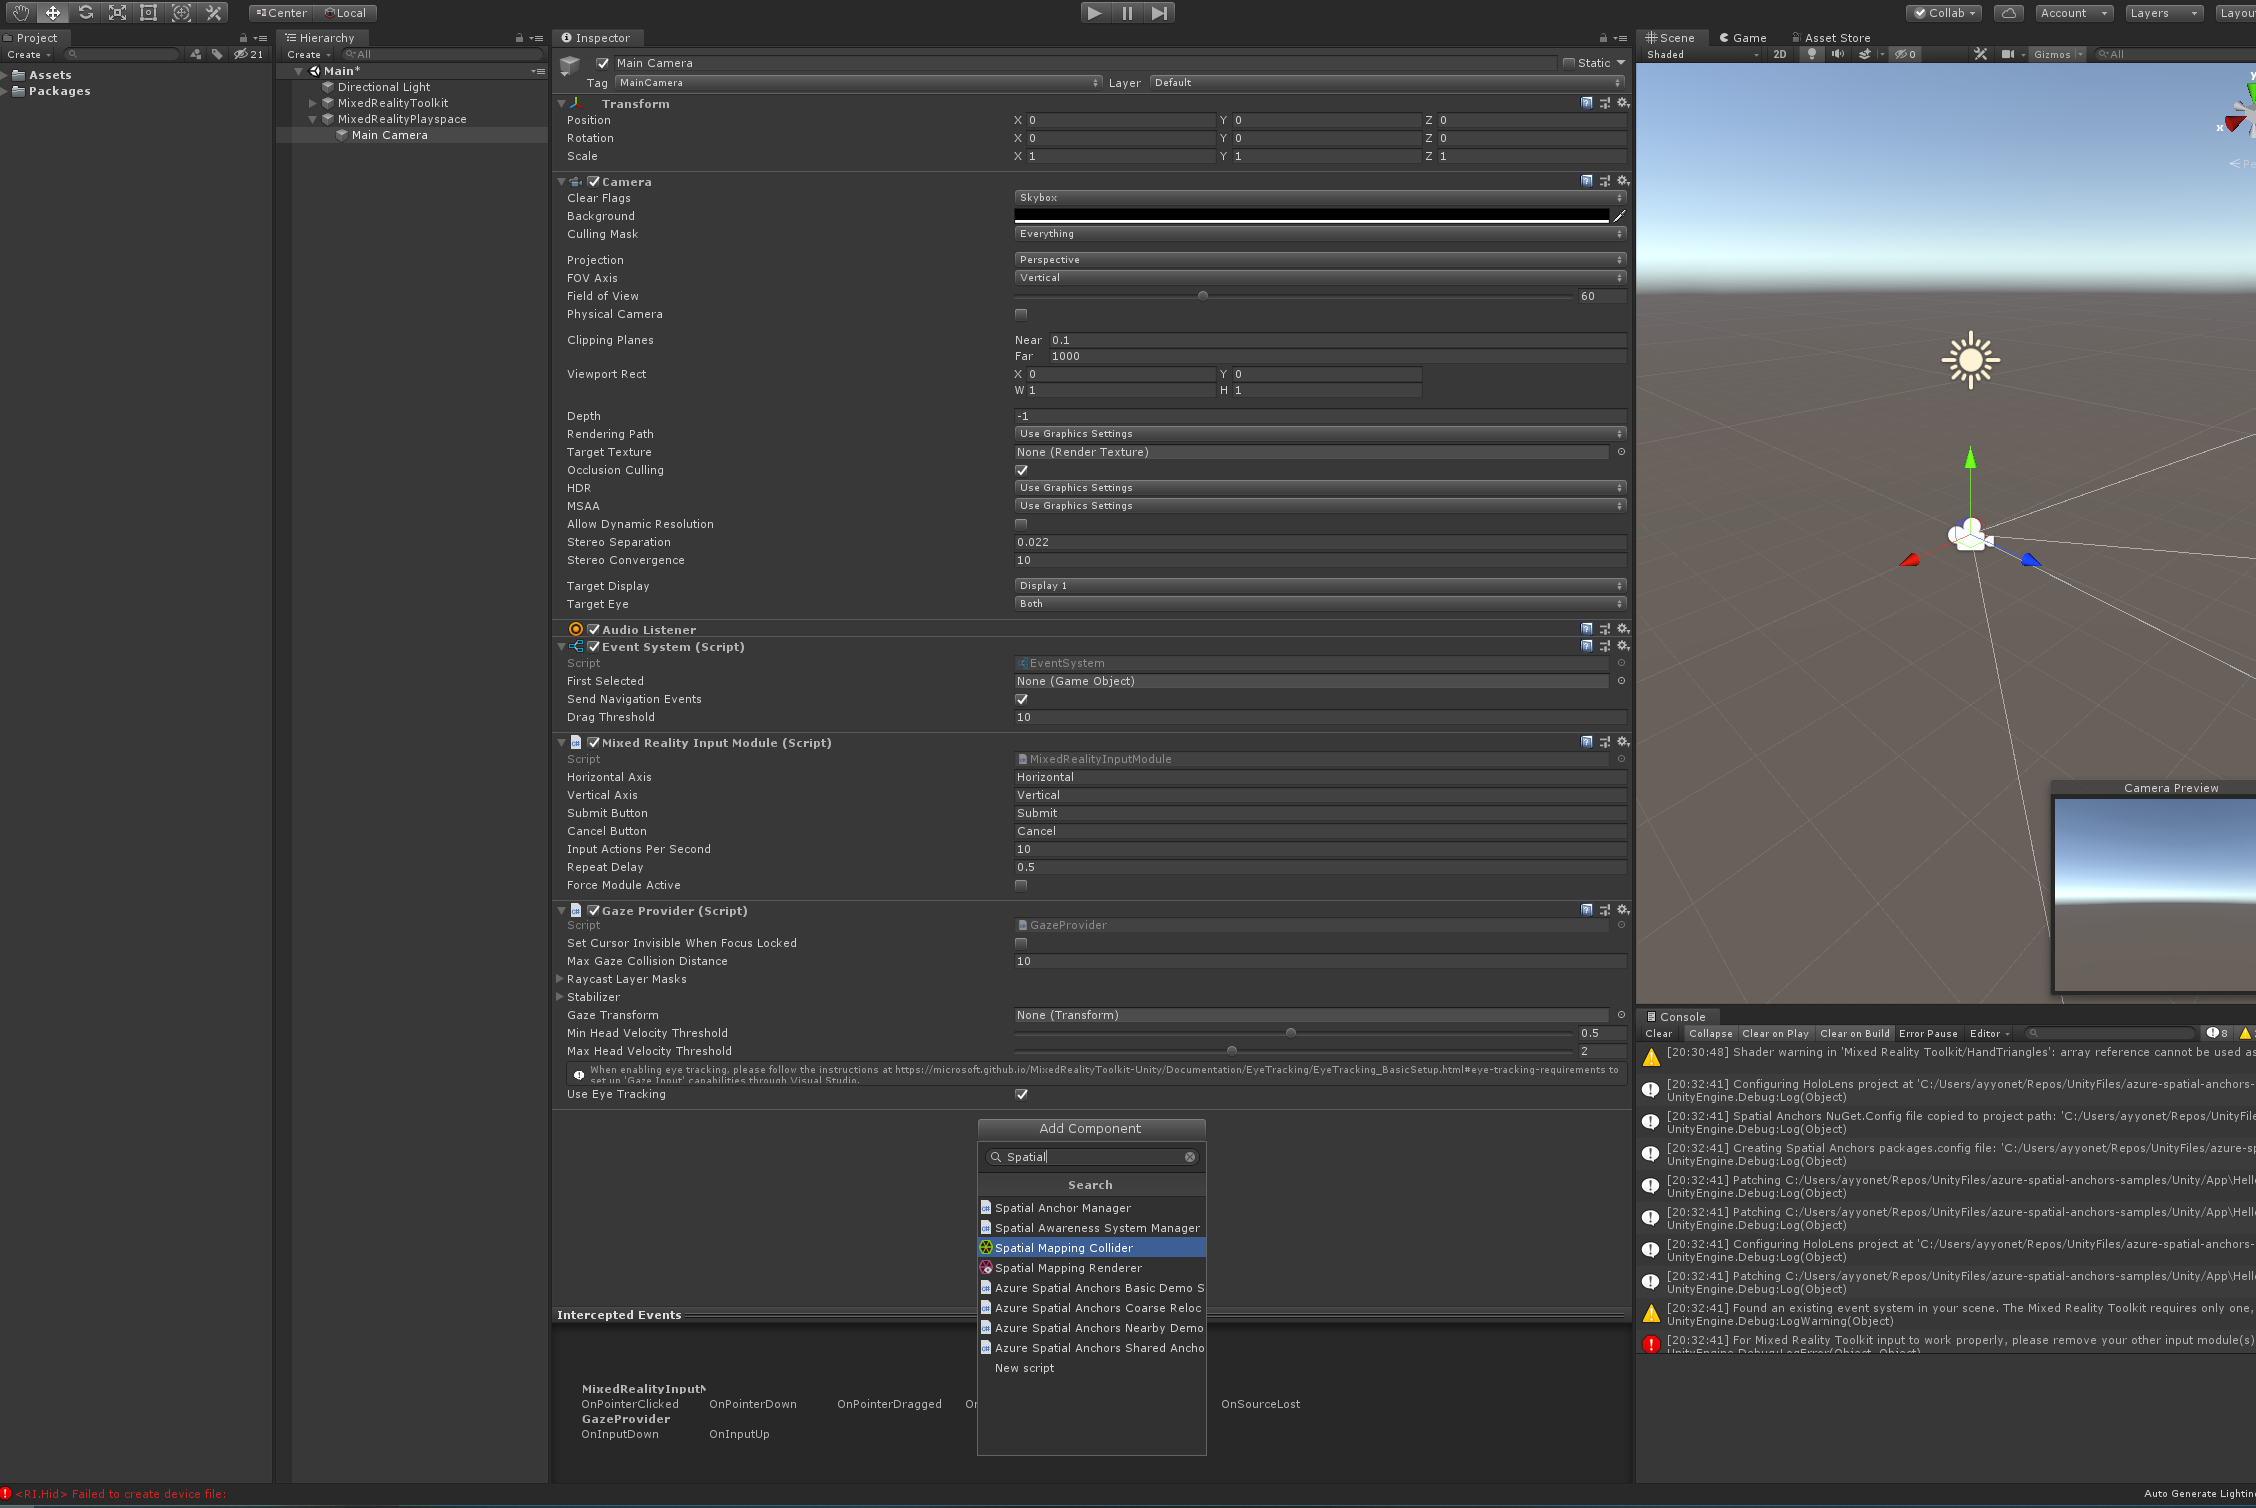 Center Local
Collab Account Layers Layou
Project
Create 21
Assets
Packages
Hierarchy
Create All
Main*
Directional Light
MixedRealityToolkit
MixedRealityPlayspace
Main Camera
Inspector
Main Camera Static
Tag MainCamera Layer Default
Transform
Position X 0 Y 0 Z 0
Rotation X 0 Y 0 Z 0
Scale X 1 Y 1 Z 1
Camera
Clear Flags Skybox
Background
Culling Mask Everything
Projection Perspective
FOV Axis Vertical
Field of View 60
Physical Camera
Clipping Planes Near 0.1
Far 1000
Viewport Rect X 0 Y 0
W 1 H 1
Depth -1
Rendering Path Use Graphics Settings
Target Texture None (Render Texture)
Occlusion Culling
HDR Use Graphics Settings
MSAA Use Graphics Settings
Allow Dynamic Resolution
Stereo Separation 0.022
Stereo Convergence 10
Target Display Display 1
Target Eye Both
Audio Listener
Event System (Script)
Script EventSystem
First Selected None (Game Object)
Send Navigation Events
Drag Threshold 10
Mixed Reality Input Module (Script)
Script MixedRealityInputModule
Horizontal Axis Horizontal
Vertical Axis Vertical
Submit Button Submit
Cancel Button Cancel
Input Actions Per Second 10
Repeat Delay 0.5
Force Module Active
Gaze Provider (Script)
Script GazeProvider
Set Cursor Invisible When Focus Locked
Max Gaze Collision Distance 10
Raycast Layer Masks
Stabilizer
Gaze Transform None (Transform)
Min Head Velocity Threshold 0.5
Max Head Velocity Threshold 2
When enabling eye tracking, please follow the instructions at https://microsoft.github.io/MixedRealityToolkit-Unity/Documentation/EyeTracking/EyeTracking_BasicSetup.html#eye-tracking-requirements to
set up 'Gaze Input' capabilities through Visual Studio.
Use Eye Tracking
Add Component
Spatial
Search
Spatial Anchor Manager
Spatial Awareness System Manager
Spatial Mapping Collider
Spatial Mapping Renderer
Azure Spatial Anchors Basic Demo S
Azure Spatial Anchors Coarse Reloc
Azure Spatial Anchors Nearby Demo
Azure Spatial Anchors Shared Ancho
New script
Intercepted Events
MixedRealityInputM
OnPointerClicked OnPointerDown OnPointerDragged OnSourceLost
GazeProvider
OnInputDown OnInputUp
Scene Game Asset Store
Shaded 2D 0 Gizmos All
y
x
Camera Preview
Console
Clear Collapse Clear on Play Clear on Build Error Pause Editor 8
[20:30:48] Shader warning in 'Mixed Reality Toolkit/HandTriangles': array reference cannot be used as
[20:32:41] Configuring HoloLens project at 'C:/Users/ayyonet/Repos/UnityFiles/azure-spatial-anchors-
UnityEngine.Debug:Log(Object)
[20:32:41] Spatial Anchors NuGet.Config file copied to project path: 'C:/Users/ayyonet/Repos/UnityFile
UnityEngine.Debug:Log(Object)
[20:32:41] Creating Spatial Anchors packages.config file: 'C:/Users/ayyonet/Repos/UnityFiles/azure-sp
UnityEngine.Debug:Log(Object)
[20:32:41] Patching C:/Users/ayyonet/Repos/UnityFiles/azure-spatial-anchors-samples/Unity/App\Hell
UnityEngine.Debug:Log(Object)
[20:32:41] Patching C:/Users/ayyonet/Repos/UnityFiles/azure-spatial-anchors-samples/Unity/App\Hell
UnityEngine.Debug:Log(Object)
[20:32:41] Configuring HoloLens project at 'C:/Users/ayyonet/Repos/UnityFiles/azure-spatial-anchors-
UnityEngine.Debug:Log(Object)
[20:32:41] Patching C:/Users/ayyonet/Repos/UnityFiles/azure-spatial-anchors-samples/Unity/App\Hell
UnityEngine.Debug:Log(Object)
[20:32:41] Found an existing event system in your scene. The Mixed Reality Toolkit requires only one,
UnityEngine.Debug:LogWarning(Object)
[20:32:41] For Mixed Reality Toolkit input to work properly, please remove your other input module(s)
UnityEngine.Debug:LogError(Object, Object)
<RI.Hid> Failed to create device file:
Auto Generate Lighting